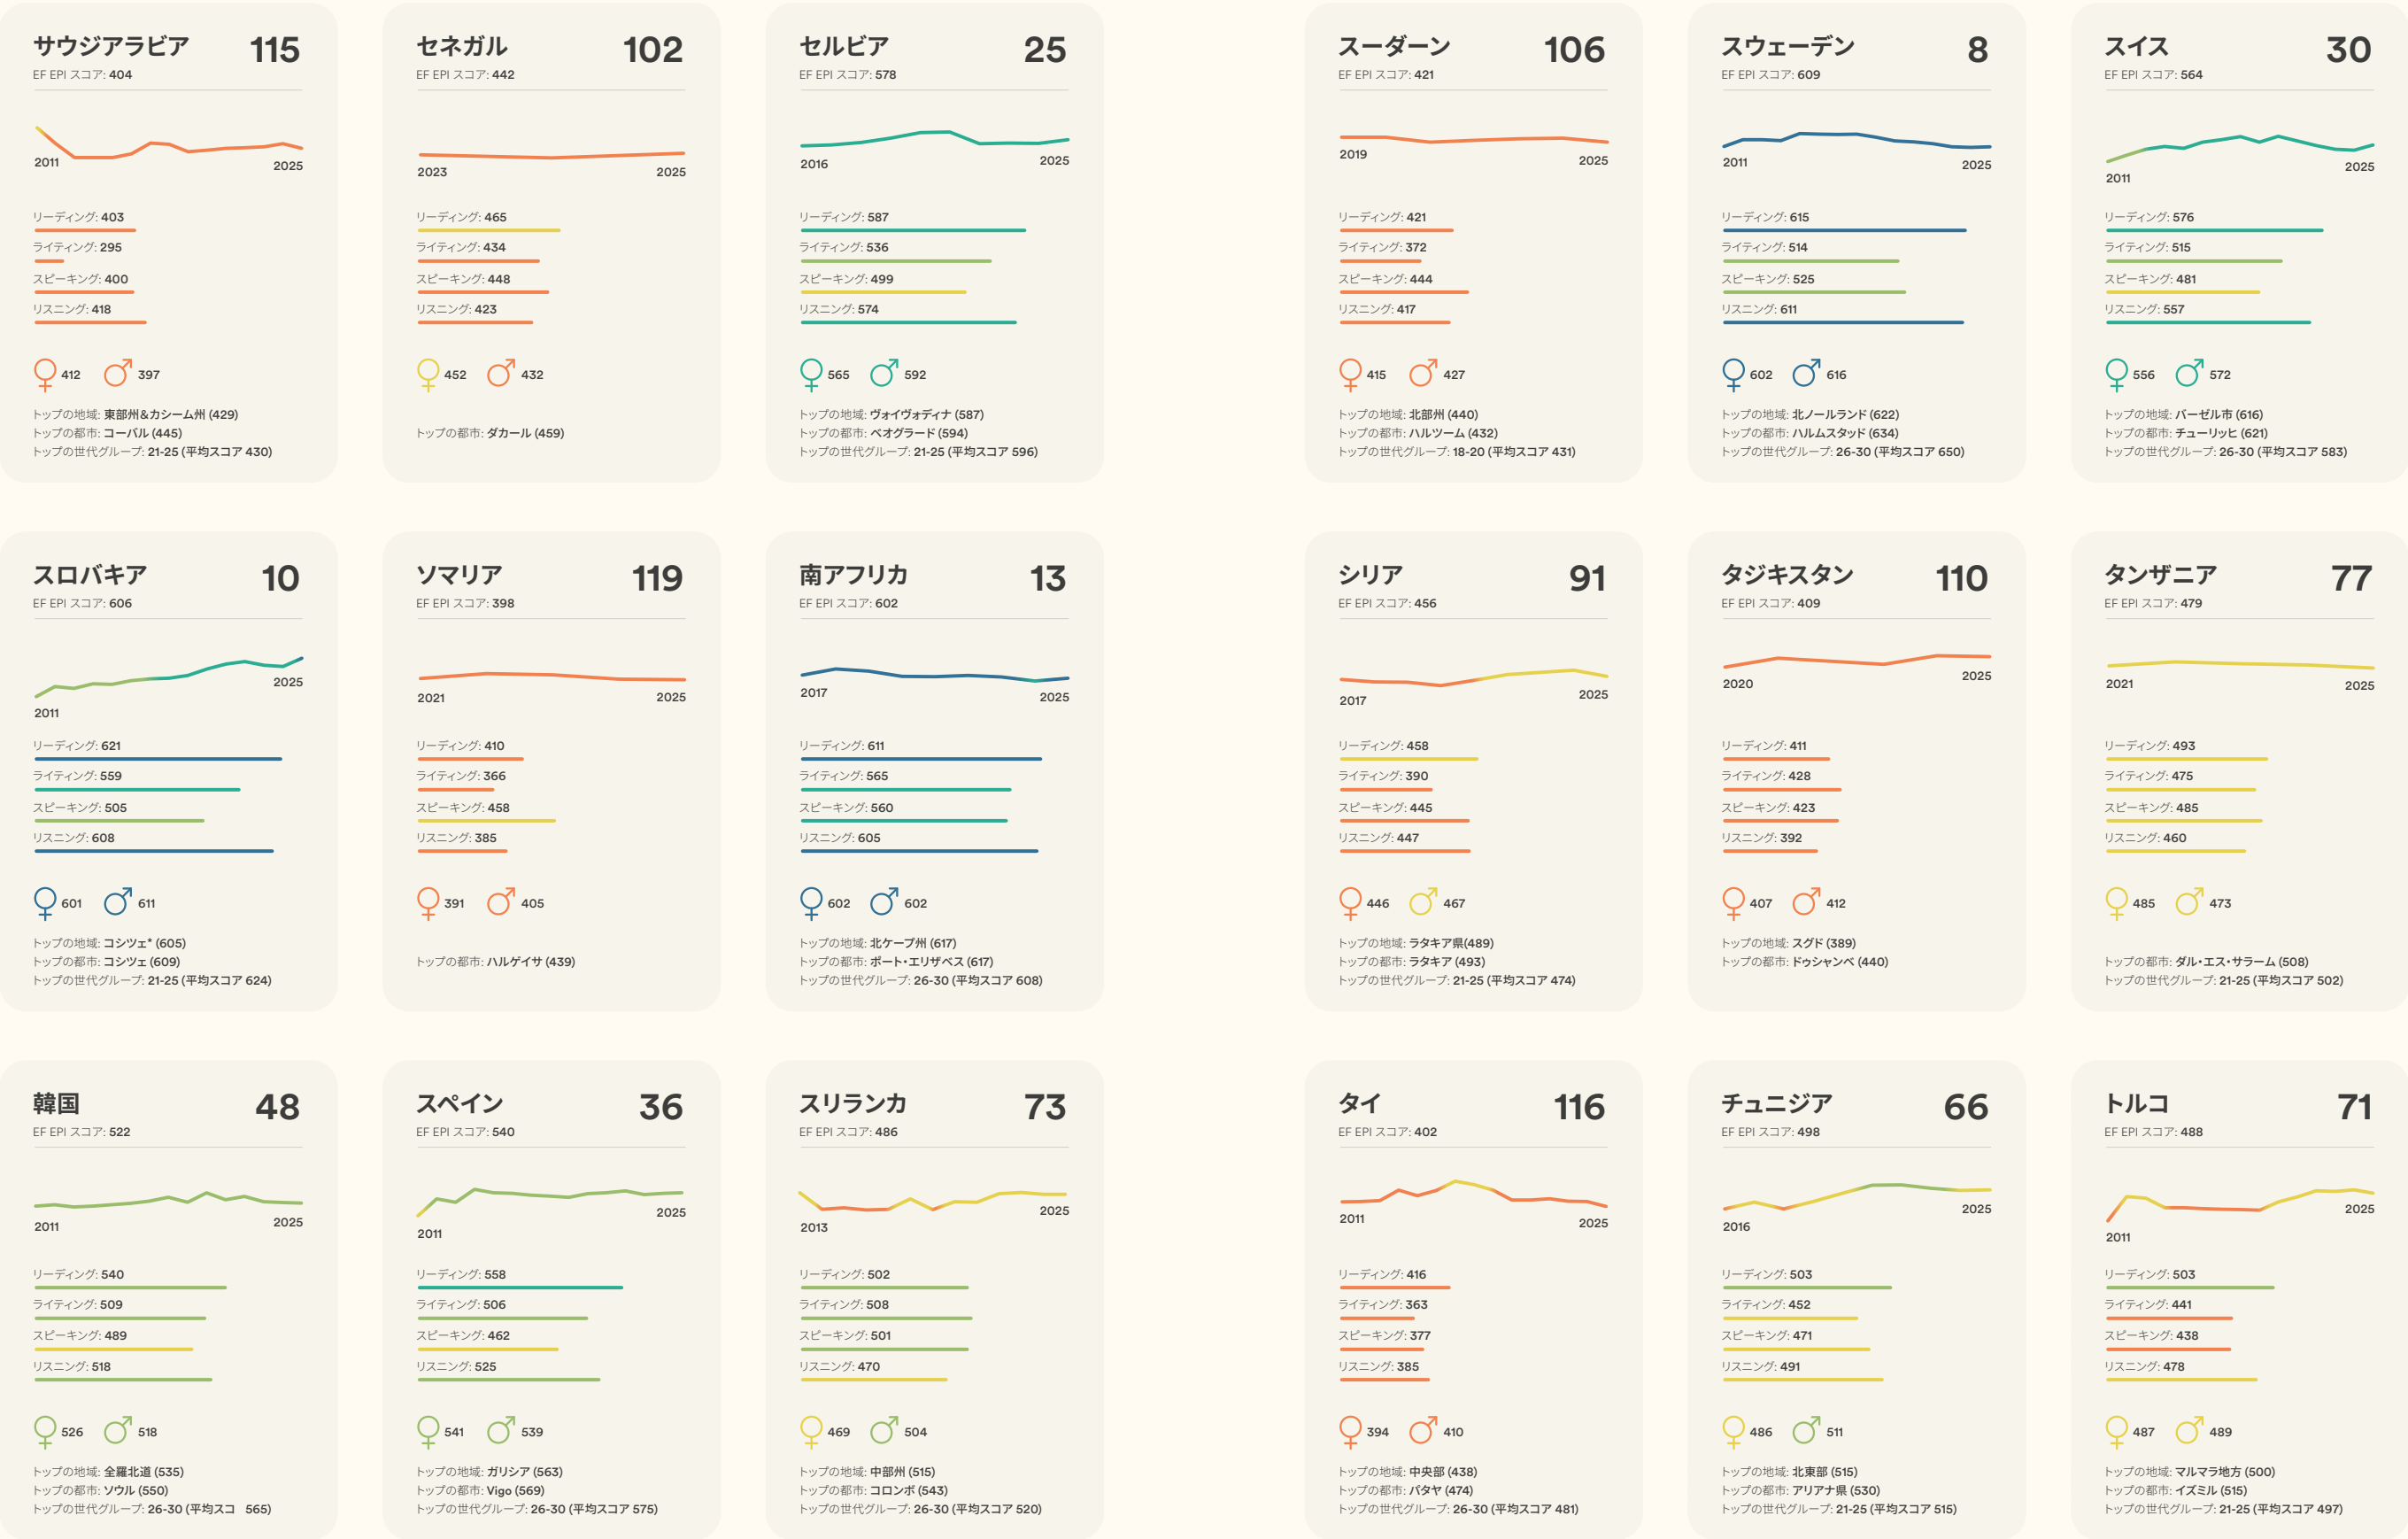 サウジアラビア 115
EF EPI スコア: 404
2011
2025
リーディング: 403
ライティング: 295
スピーキング: 400
リスニング: 418
412 397
トップの地域: 東部州&カシーム州 (429)
トップの都市: コーバル (445)
トップの世代グループ: 21-25 (平均スコア 430)
セネガル 102
EF EPI スコア: 442
2023
2025
リーディング: 465
ライティング: 434
スピーキング: 448
リスニング: 423
452 432
トップの都市: ダカール (459)
セルビア 25
EF EPI スコア: 578
2016
2025
リーディング: 587
ライティング: 536
スピーキング: 499
リスニング: 574
565 592
トップの地域: ヴォイヴォディナ (587)
トップの都市: ベオグラード (594)
トップの世代グループ: 21-25 (平均スコア 596)
スーダーン 106
EF EPI スコア: 421
2019
2025
リーディング: 421
ライティング: 372
スピーキング: 444
リスニング: 417
415 427
トップの地域: 北部州 (440)
トップの都市: ハルツーム (432)
トップの世代グループ: 18-20 (平均スコア 431)
スウェーデン 8
EF EPI スコア: 609
2011
2025
リーディング: 615
ライティング: 514
スピーキング: 525
リスニング: 611
602 616
トップの地域: 北ノールランド (622)
トップの都市: ハルムスタッド (634)
トップの世代グループ: 26-30 (平均スコア 650)
スイス 30
EF EPI スコア: 564
2011
2025
リーディング: 576
ライティング: 515
スピーキング: 481
リスニング: 557
556 572
トップの地域: バーゼル市 (616)
トップの都市: チューリッヒ (621)
トップの世代グループ: 26-30 (平均スコア 583)
スロバキア 10
EF EPI スコア: 606
2011
2025
リーディング: 621
ライティング: 559
スピーキング: 505
リスニング: 608
601 611
トップの地域: コシツェ* (605)
トップの都市: コシツェ (609)
トップの世代グループ: 21-25 (平均スコア 624)
ソマリア 119
EF EPI スコア: 398
2021
2025
リーディング: 410
ライティング: 366
スピーキング: 458
リスニング: 385
391 405
トップの都市: ハルゲイサ (439)
南アフリカ 13
EF EPI スコア: 602
2017
2025
リーディング: 611
ライティング: 565
スピーキング: 560
リスニング: 605
602 602
トップの地域: 北ケープ州 (617)
トップの都市: ポート・エリザベス (617)
トップの世代グループ: 26-30 (平均スコア 608)
シリア 91
EF EPI スコア: 456
2017
2025
リーディング: 458
ライティング: 390
スピーキング: 445
リスニング: 447
446 467
トップの地域: ラタキア県(489)
トップの都市: ラタキア (493)
トップの世代グループ: 21-25 (平均スコア 474)
タジキスタン 110
EF EPI スコア: 409
2020
2025
リーディング: 411
ライティング: 428
スピーキング: 423
リスニング: 392
407 412
トップの地域: スグド (389)
トップの都市: ドゥシャンベ (440)
タンザニア 77
EF EPI スコア: 479
2021
2025
リーディング: 493
ライティング: 475
スピーキング: 485
リスニング: 460
485 473
トップの都市: ダル・エス・サラーム (508)
トップの世代グループ: 21-25 (平均スコア 502)
韓国 48
EF EPI スコア: 522
2011
2025
リーディング: 540
ライティング: 509
スピーキング: 489
リスニング: 518
526 518
トップの地域: 全羅北道 (535)
トップの都市: ソウル (550)
トップの世代グループ: 26-30 (平均スコ 565)
スペイン 36
EF EPI スコア: 540
2011
2025
リーディング: 558
ライティング: 506
スピーキング: 462
リスニング: 525
541 539
トップの地域: ガリシア (563)
トップの都市: Vigo (569)
トップの世代グループ: 26-30 (平均スコア 575)
スリランカ 73
EF EPI スコア: 486
2013
2025
リーディング: 502
ライティング: 508
スピーキング: 501
リスニング: 470
469 504
トップの地域: 中部州 (515)
トップの都市: コロンボ (543)
トップの世代グループ: 26-30 (平均スコア 520)
タイ 116
EF EPI スコア: 402
2011
2025
リーディング: 416
ライティング: 363
スピーキング: 377
リスニング: 385
394 410
トップの地域: 中央部 (438)
トップの都市: パタヤ (474)
トップの世代グループ: 26-30 (平均スコア 481)
チュニジア 66
EF EPI スコア: 498
2016
2025
リーディング: 503
ライティング: 452
スピーキング: 471
リスニング: 491
486 511
トップの地域: 北東部 (515)
トップの都市: アリアナ県 (530)
トップの世代グループ: 21-25 (平均スコア 515)
トルコ 71
EF EPI スコア: 488
2011
2025
リーディング: 503
ライティング: 441
スピーキング: 438
リスニング: 478
487 489
トップの地域: マルマラ地方 (500)
トップの都市: イズミル (515)
トップの世代グループ: 21-25 (平均スコア 497)